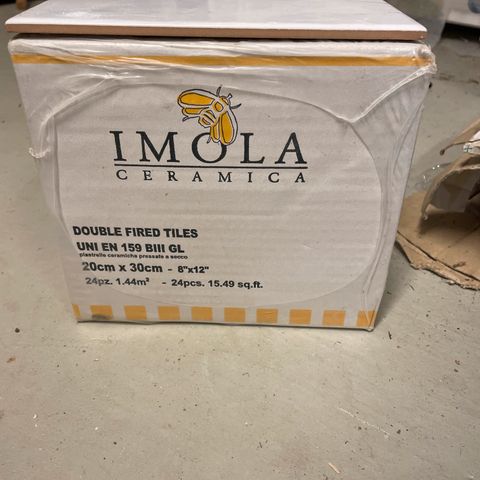 IMOLA
CERAMICA
DOUBLE FIRED TILES
UNI EN 159 BIII GL
piastrelle ceramiche pressate a secco
20cm x 30cm - 8"x12"
24pz. 1.44m² - 24pcs. 15.49 sq.ft.